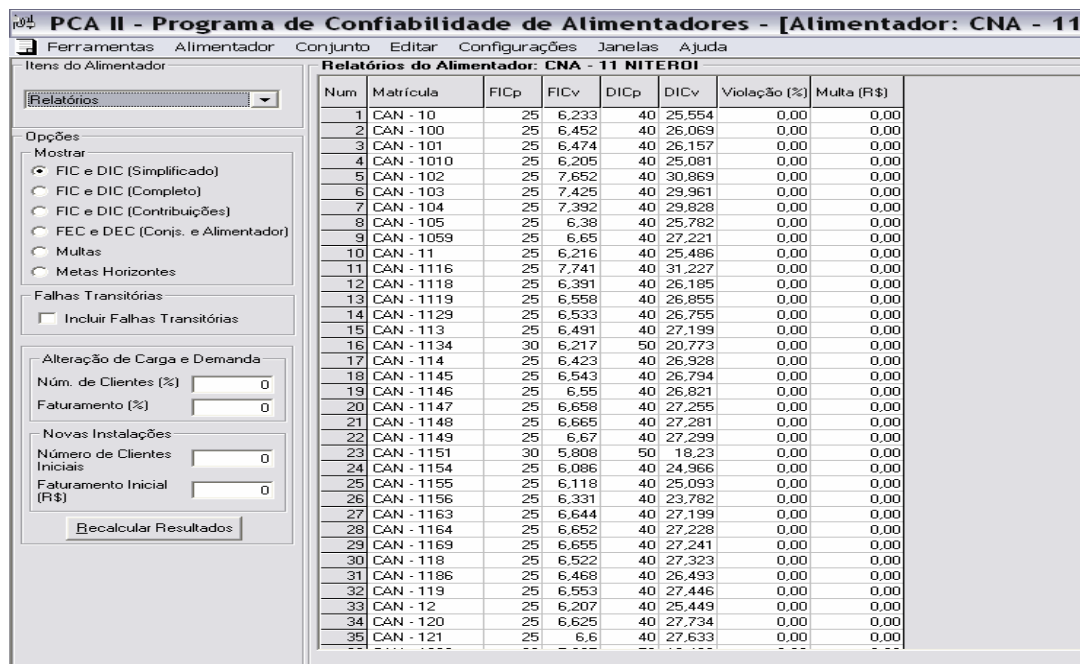 PCA II - Programa de Confiabilidade de Alimentadores - [Alimentador: CNA - 11
Ferramentas Alimentador Conjunto Editar Configurações Janelas Ajuda
Itens do Alimentador
Relatórios
Opções
Mostrar
FIC e DIC (Simplificado)
FIC e DIC (Completo)
FIC e DIC (Contribuições)
FEC e DEC (Conjs. e Alimentador)
Multas
Metas Horizontes
Falhas Transitórias
Incluir Falhas Transitórias
Alteração de Carga e Demanda
Núm. de Clientes (%) 0
Faturamento (%) 0
Novas Instalações
Número de Clientes
Iniciais 0
Faturamento Inicial
(R$) 0
Recalcular Resultados
Relatórios do Alimentador: CNA - 11 NITEROI
Num Matrícula FICp FICv DICp DICv Violação (%) Multa (R$)
1 CAN - 10 25 6,233 40 25,554 0,00 0,00
2 CAN - 100 25 6,452 40 26,069 0,00 0,00
3 CAN - 101 25 6,474 40 26,157 0,00 0,00
4 CAN - 1010 25 6,205 40 25,081 0,00 0,00
5 CAN - 102 25 7,652 40 30,869 0,00 0,00
6 CAN - 103 25 7,425 40 29,961 0,00 0,00
7 CAN - 104 25 7,392 40 29,828 0,00 0,00
8 CAN - 105 25 6,38 40 25,782 0,00 0,00
9 CAN - 1059 25 6,65 40 27,221 0,00 0,00
10 CAN - 11 25 6,216 40 25,486 0,00 0,00
11 CAN - 1116 25 7,741 40 31,227 0,00 0,00
12 CAN - 1118 25 6,391 40 26,185 0,00 0,00
13 CAN - 1119 25 6,558 40 26,855 0,00 0,00
14 CAN - 1129 25 6,533 40 26,755 0,00 0,00
15 CAN - 113 25 6,491 40 27,199 0,00 0,00
16 CAN - 1134 30 6,217 50 20,773 0,00 0,00
17 CAN - 114 25 6,423 40 26,928 0,00 0,00
18 CAN - 1145 25 6,543 40 26,794 0,00 0,00
19 CAN - 1146 25 6,55 40 26,821 0,00 0,00
20 CAN - 1147 25 6,658 40 27,255 0,00 0,00
21 CAN - 1148 25 6,665 40 27,281 0,00 0,00
22 CAN - 1149 25 6,67 40 27,299 0,00 0,00
23 CAN - 1151 30 5,808 50 18,23 0,00 0,00
24 CAN - 1154 25 6,086 40 24,966 0,00 0,00
25 CAN - 1155 25 6,118 40 25,093 0,00 0,00
26 CAN - 1156 25 6,331 40 23,782 0,00 0,00
27 CAN - 1163 25 6,644 40 27,199 0,00 0,00
28 CAN - 1164 25 6,652 40 27,228 0,00 0,00
29 CAN - 1169 25 6,655 40 27,241 0,00 0,00
30 CAN - 118 25 6,522 40 27,323 0,00 0,00
31 CAN - 1186 25 6,468 40 26,493 0,00 0,00
32 CAN - 119 25 6,553 40 27,446 0,00 0,00
33 CAN - 12 25 6,207 40 25,449 0,00 0,00
34 CAN - 120 25 6,625 40 27,734 0,00 0,00
35 CAN - 121 25 6,6 40 27,633 0,00 0,00